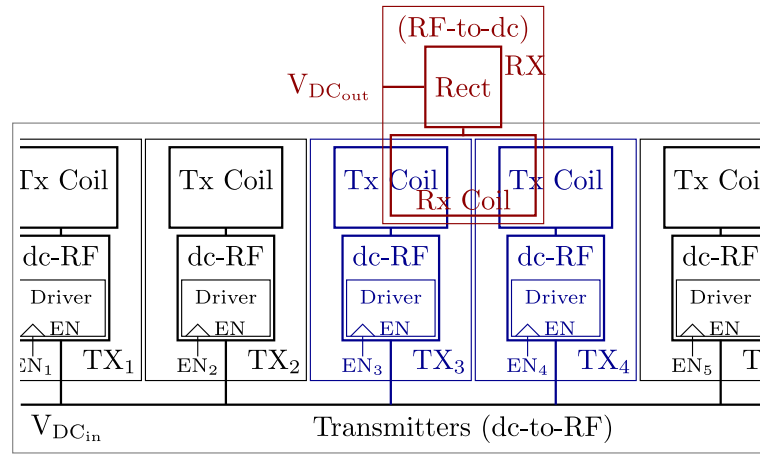 (RF-to-dc)
RX
V_DC_out
Rect
Tx Coil Tx Coil Tx Coil Tx Coil Tx Coil
Rx Coil
dc-RF dc-RF dc-RF dc-RF dc-RF
Driver Driver Driver Driver Driver
EN EN EN EN EN
EN₁ TX₁ EN₂ TX₂ EN₃ TX₃ EN₄ TX₄ EN₅
V_DC_in
Transmitters (dc-to-RF)